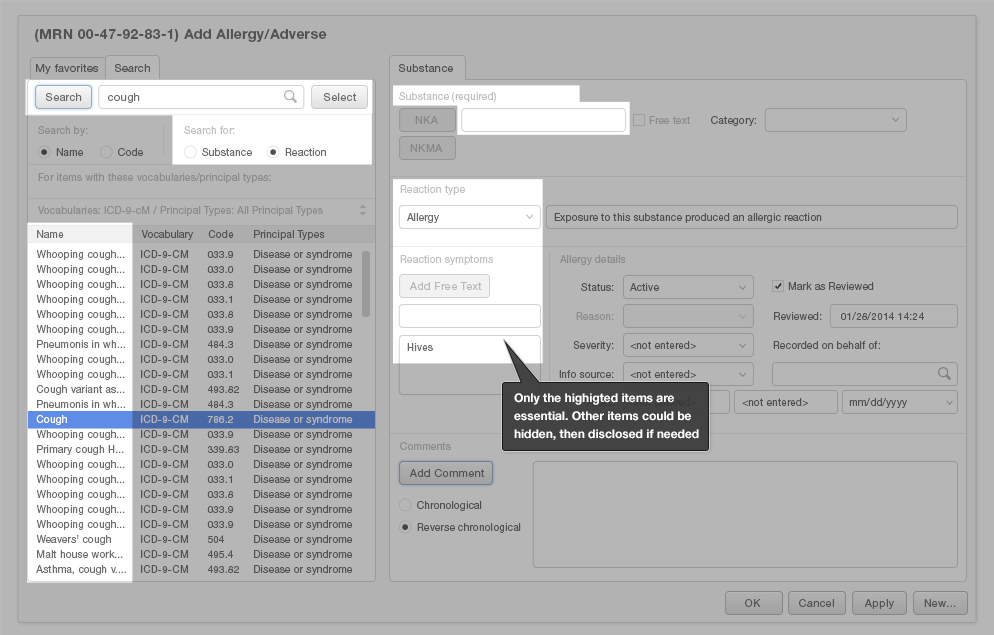 (MRN 00-47-92-83-1) Add Allergy/Adverse
My favorites
Search
Search
cough
Select
Search by:
Name
Code
Search for:
Substance
Reaction
For items with these vocabularies/principal types:
Vocabularies: ICD-9-cM / Principal Types: All Principal Types
Name Vocabulary Code Principal Types
Whooping cough... ICD-9-CM 033.9 Disease or syndrome
Whooping cough... ICD-9-CM 033.0 Disease or syndrome
Whooping cough... ICD-9-CM 033.8 Disease or syndrome
Whooping cough... ICD-9-CM 033.1 Disease or syndrome
Whooping cough... ICD-9-CM 033.8 Disease or syndrome
Whooping cough... ICD-9-CM 033.9 Disease or syndrome
Pneumonis in wh... ICD-9-CM 484.3 Disease or syndrome
Whooping cough... ICD-9-CM 033.0 Disease or syndrome
Whooping cough... ICD-9-CM 033.1 Disease or syndrome
Cough variant as... ICD-9-CM 493.82 Disease or syndrome
Pneumonis in wh... ICD-9-CM 484.3 Disease or syndrome
Cough ICD-9-CM 786.2 Disease or syndrome
Whooping cough... ICD-9-CM 033.9 Disease or syndrome
Primary cough H... ICD-9-CM 339.83 Disease or syndrome
Whooping cough... ICD-9-CM 033.0 Disease or syndrome
Whooping cough... ICD-9-CM 033.1 Disease or syndrome
Whooping cough... ICD-9-CM 033.8 Disease or syndrome
Whooping cough... ICD-9-CM 033.9 Disease or syndrome
Whooping cough... ICD-9-CM 033.9 Disease or syndrome
Weavers' cough ICD-9-CM 504 Disease or syndrome
Malt house work... ICD-9-CM 495.4 Disease or syndrome
Asthma, cough v.... ICD-9-CM 493.82 Disease or syndrome
Substance
Substance (required)
NKA
Free text
Category:
NKMA
Reaction type
Allergy
Exposure to this substance produced an allergic reaction
Reaction symptoms
Add Free Text
Hives
Allergy details
Status: Active
Mark as Reviewed
Reason:
Reviewed: 01/28/2014 14:24
Severity: <not entered>
Recorded on behalf of:
Info source: <not entered>
<not entered>
mm/dd/yyyy
Only the highigted items are
essential. Other items could be
hidden, then disclosed if needed
Comments
Add Comment
Chronological
Reverse chronological
OK
Cancel
Apply
New...